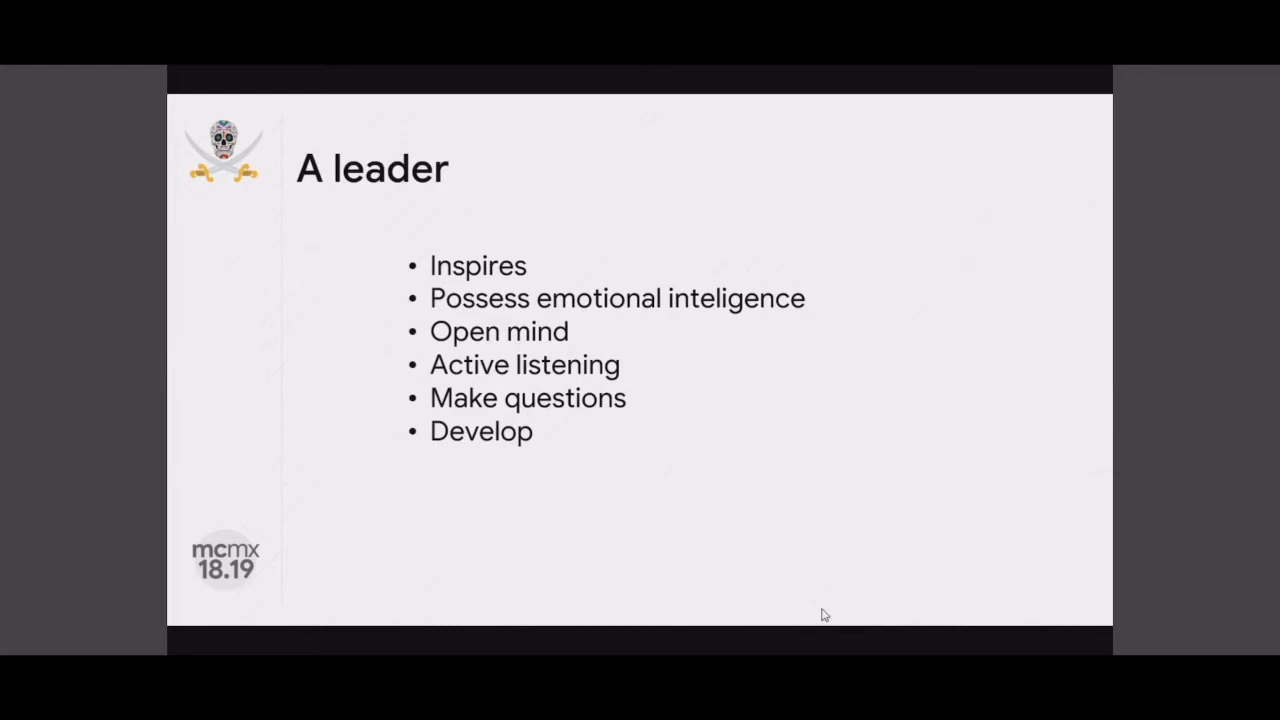 A leader
• Inspires
• Possess emotional inteligence
• Open mind
• Active listening
• Make questions
• Develop
mcmx
18.19